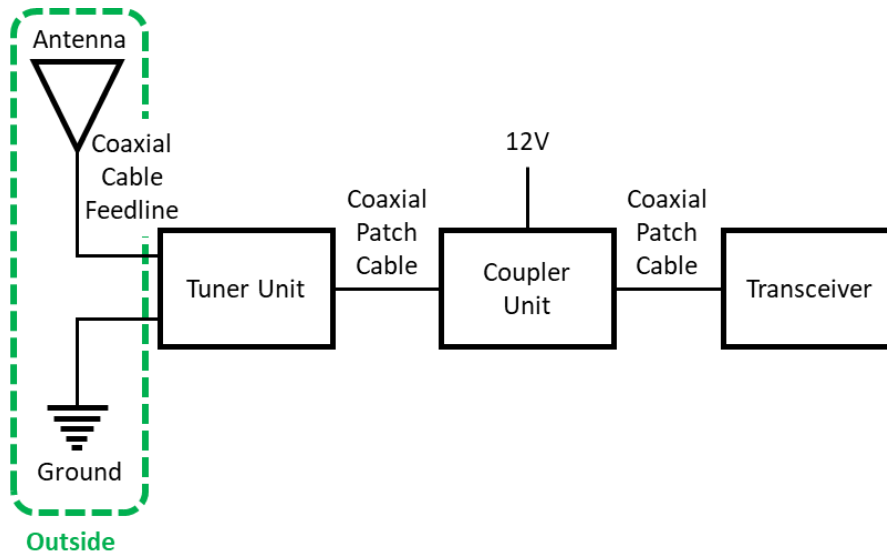 Antenna
Coaxial
Cable
Feedline
12V
Coaxial
Patch
Cable
Coaxial
Patch
Cable
Tuner Unit
Coupler
Unit
Transceiver
Ground
Outside